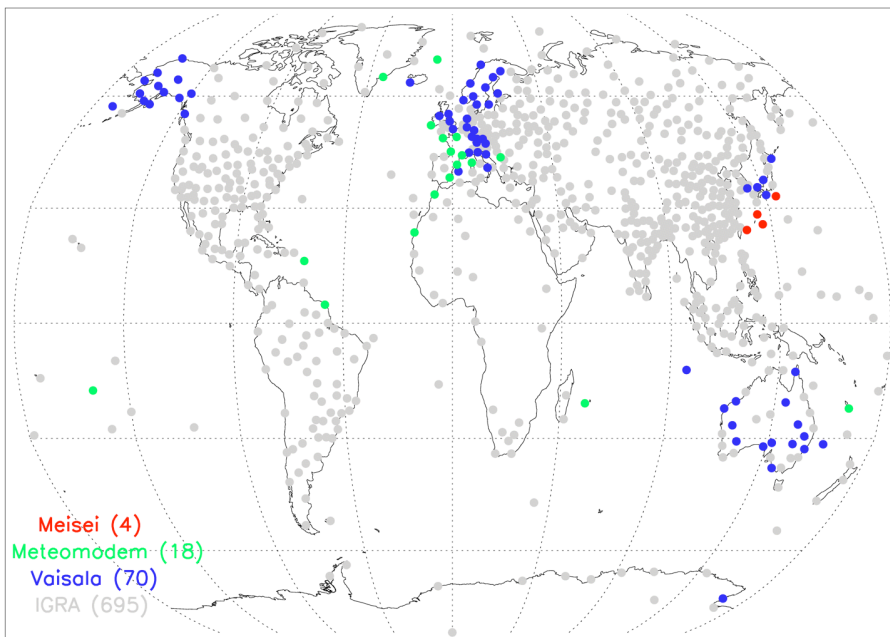 Meisei (4)
Meteomodem (18)
Vaisala (70)
IGRA (695)